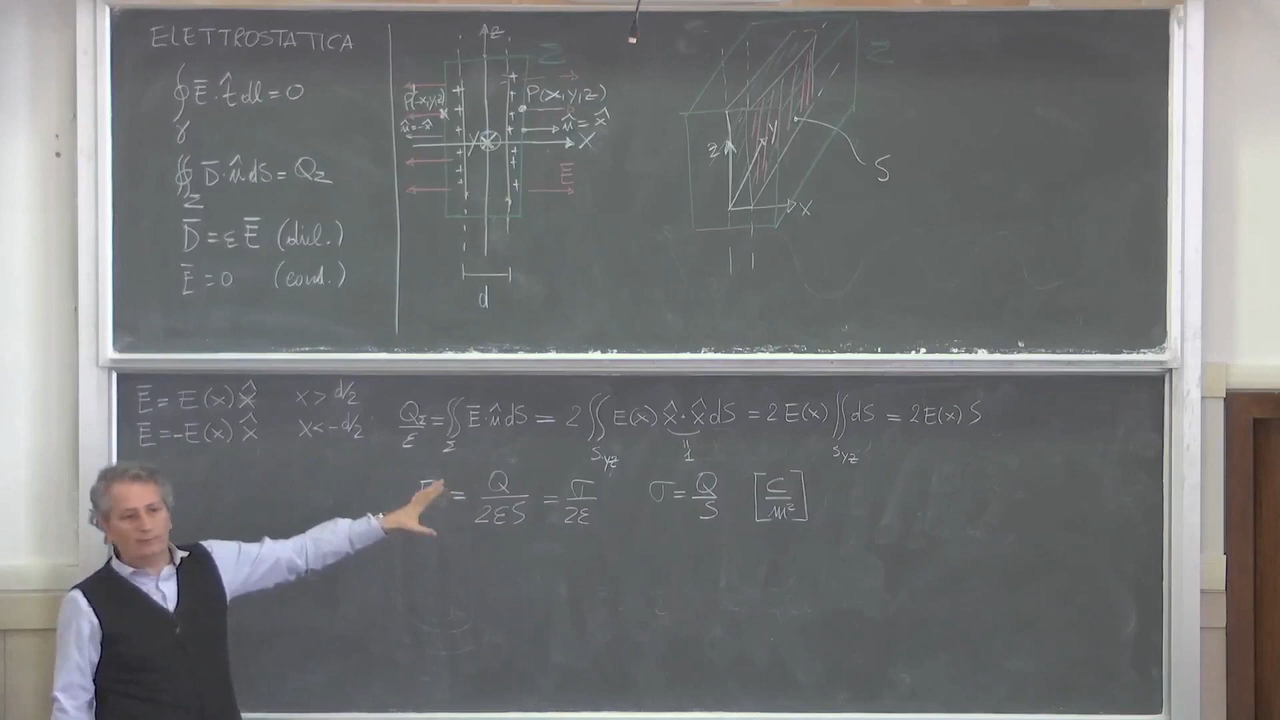 ELETTROSTATICA
∮ Ē · t̂ dl = 0
γ
∯ D̄ · n̂ dS = Q_Σ
Σ
D̄ = ε Ē (diel.)
Ē = 0 (cond.)
z
Σ
P(-x,y,z)
P(x,y,z)
n̂ = -x̂
n̂ = x̂
y
x
E
d
Σ
z
y
x
S
Ē = E(x) x̂ x > d/2
Ē = -E(x) x̂ x < -d/2
Q_Σ/ε = ∯_Σ Ē · n̂ dS = 2 ∬_{S_yz} E(x) x̂ · x̂ dS = 2 E(x) ∬_{S_yz} dS = 2E(x) S
1
= Q/(2εS) = σ/(2ε) σ = Q/S [C/m²]